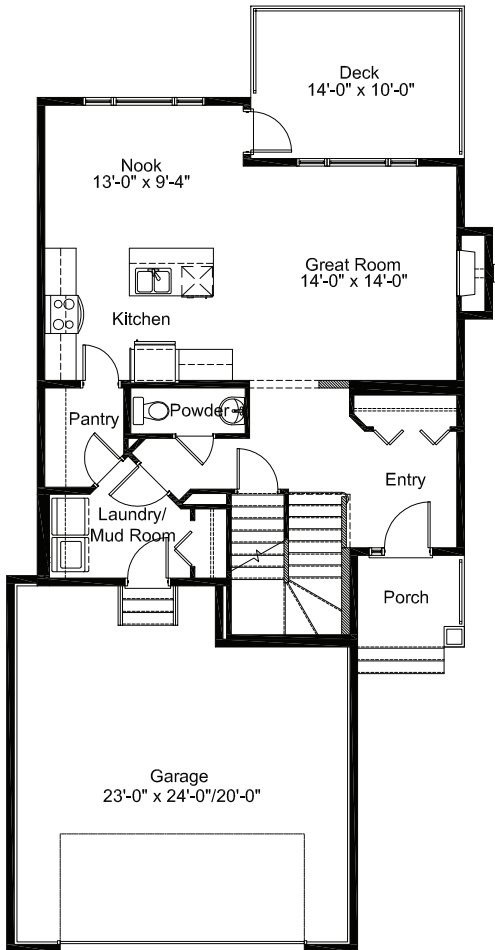 Deck
14'-0" x 10'-0"
Nook
13'-0" x 9'-4"
Great Room
14'-0" x 14'-0"
Kitchen
Pantry
Powder
Entry
Laundry/
Mud Room
Porch
Garage
23'-0" x 24'-0"/20'-0"